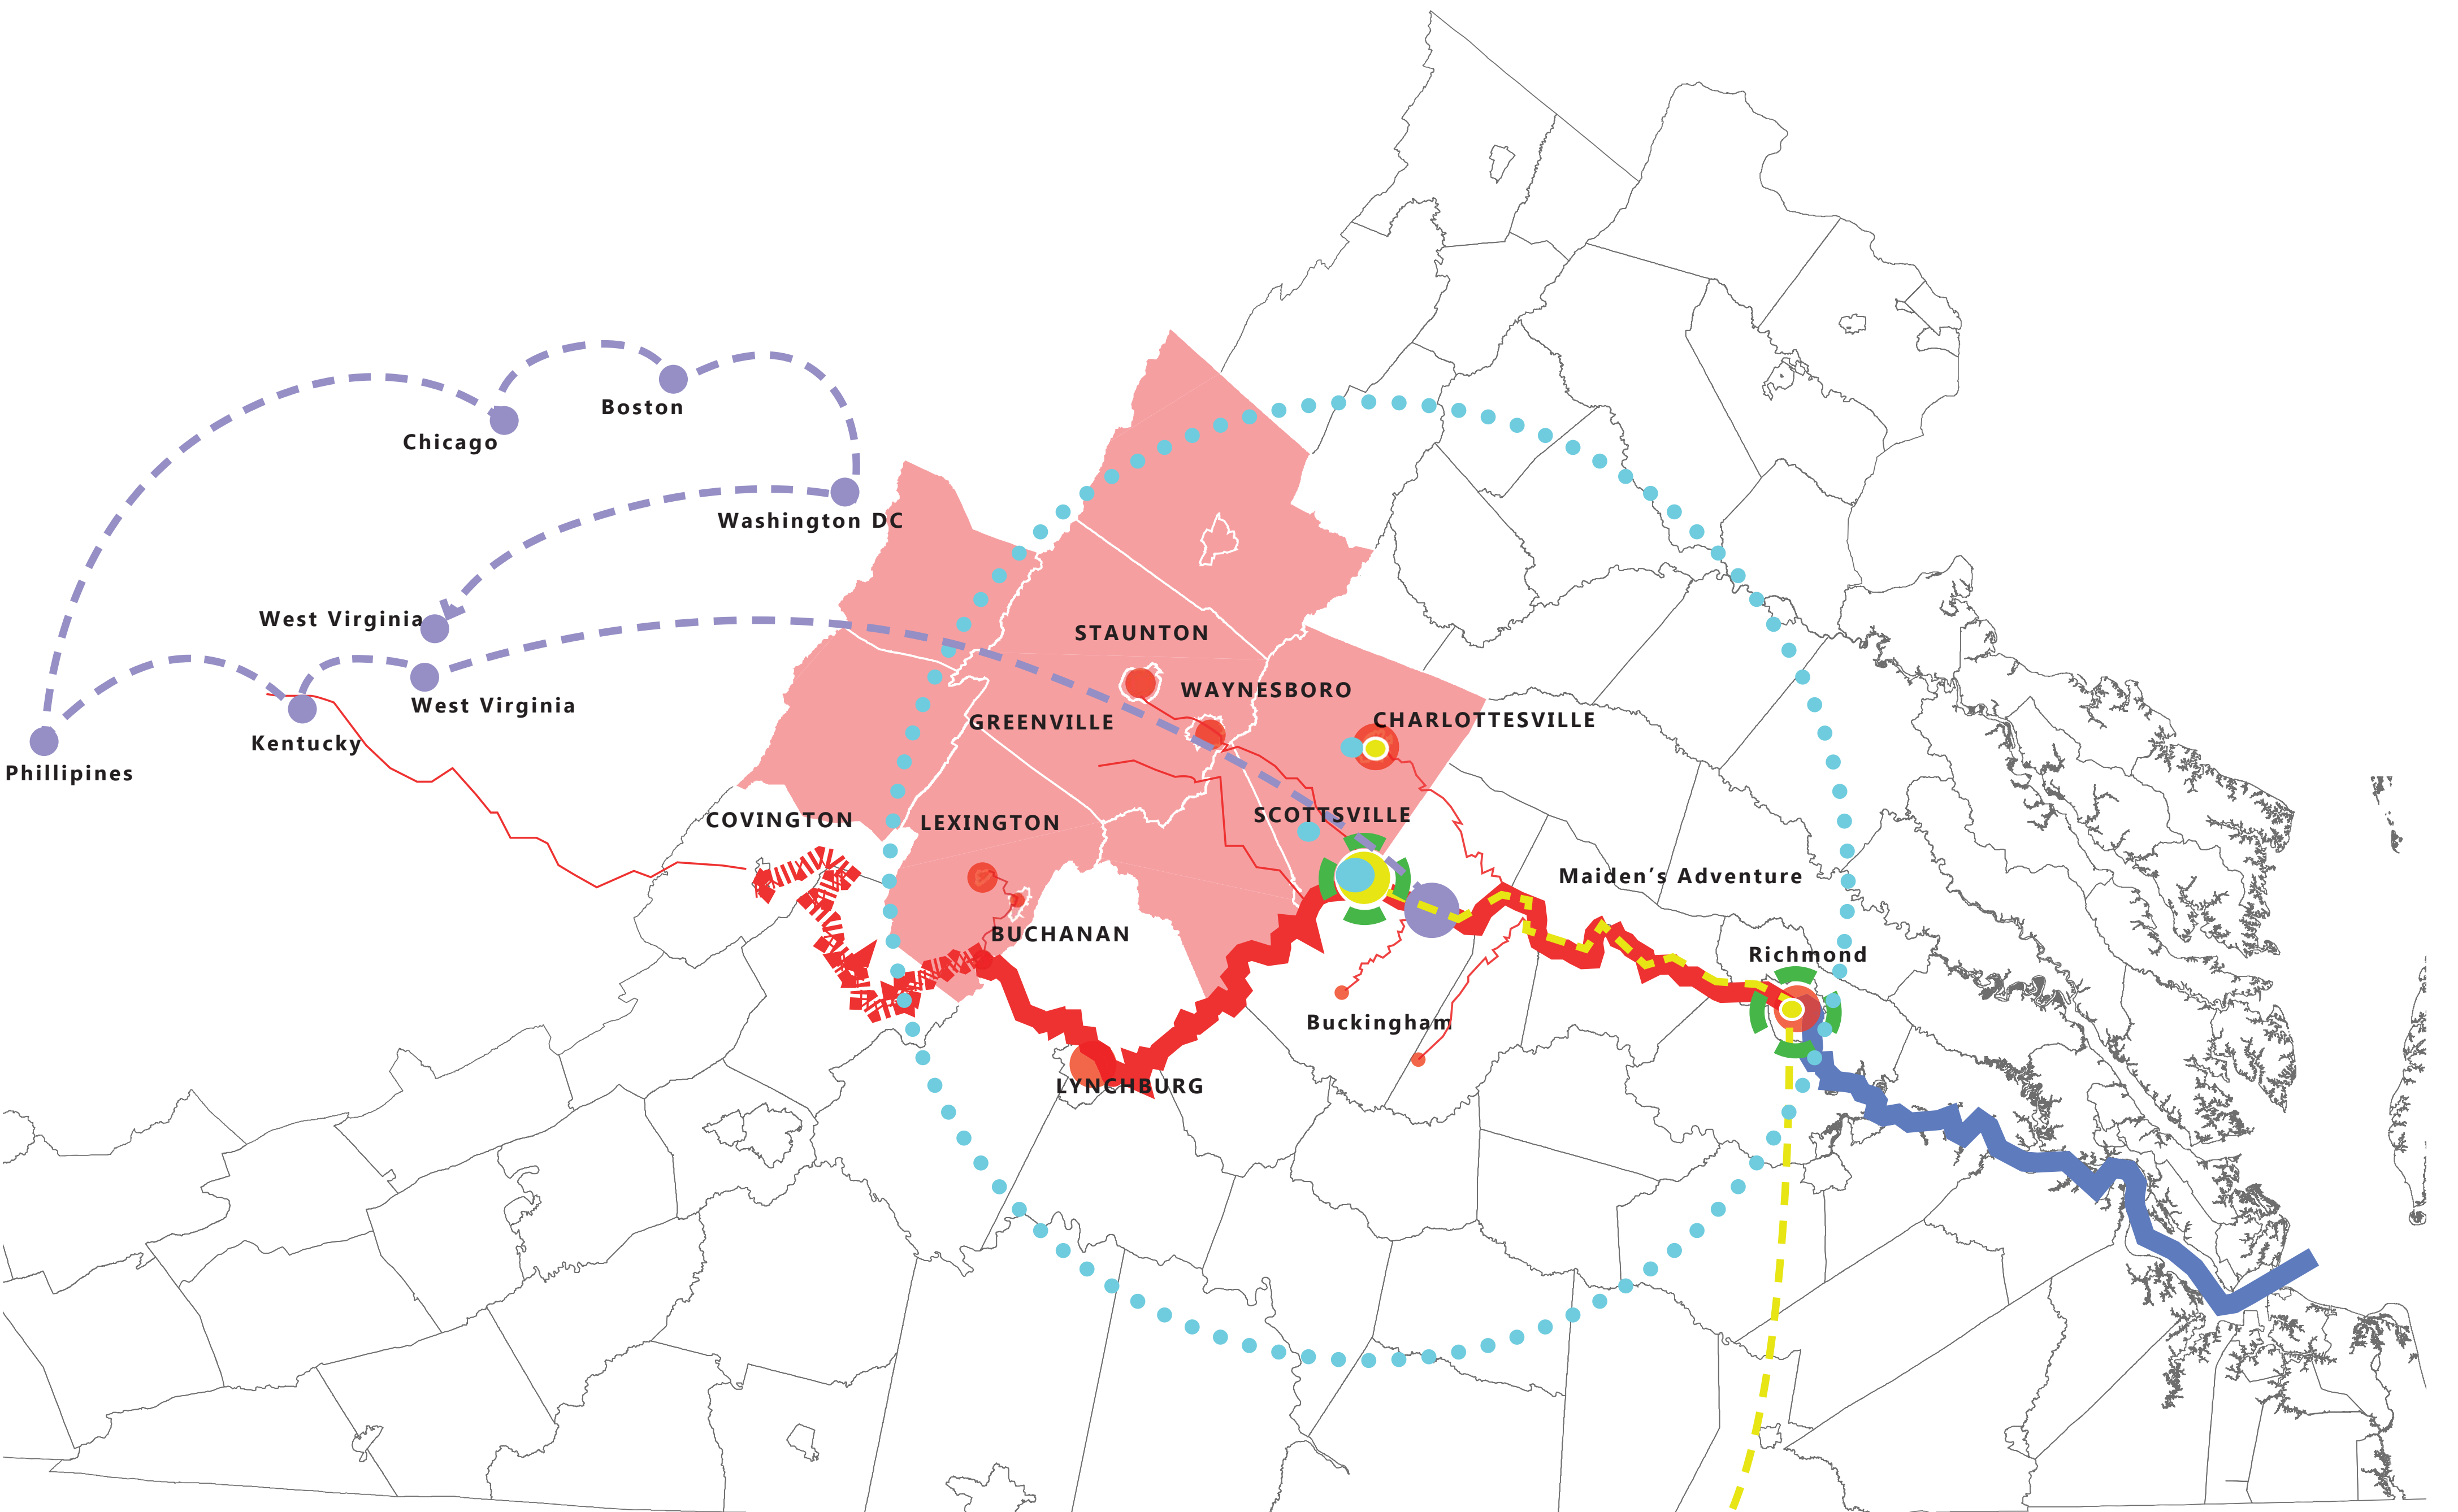 Boston
Chicago
Washington DC
West Virginia
STAUNTON
WAYNESBORO
West Virginia
GREENVILLE
CHARLOTTESVILLE
Kentucky
Phillipines
COVINGTON
LEXINGTON
SCOTTSVILLE
Maiden’s Adventure
BUCHANAN
Richmond
Buckingham
LYNCHBURG